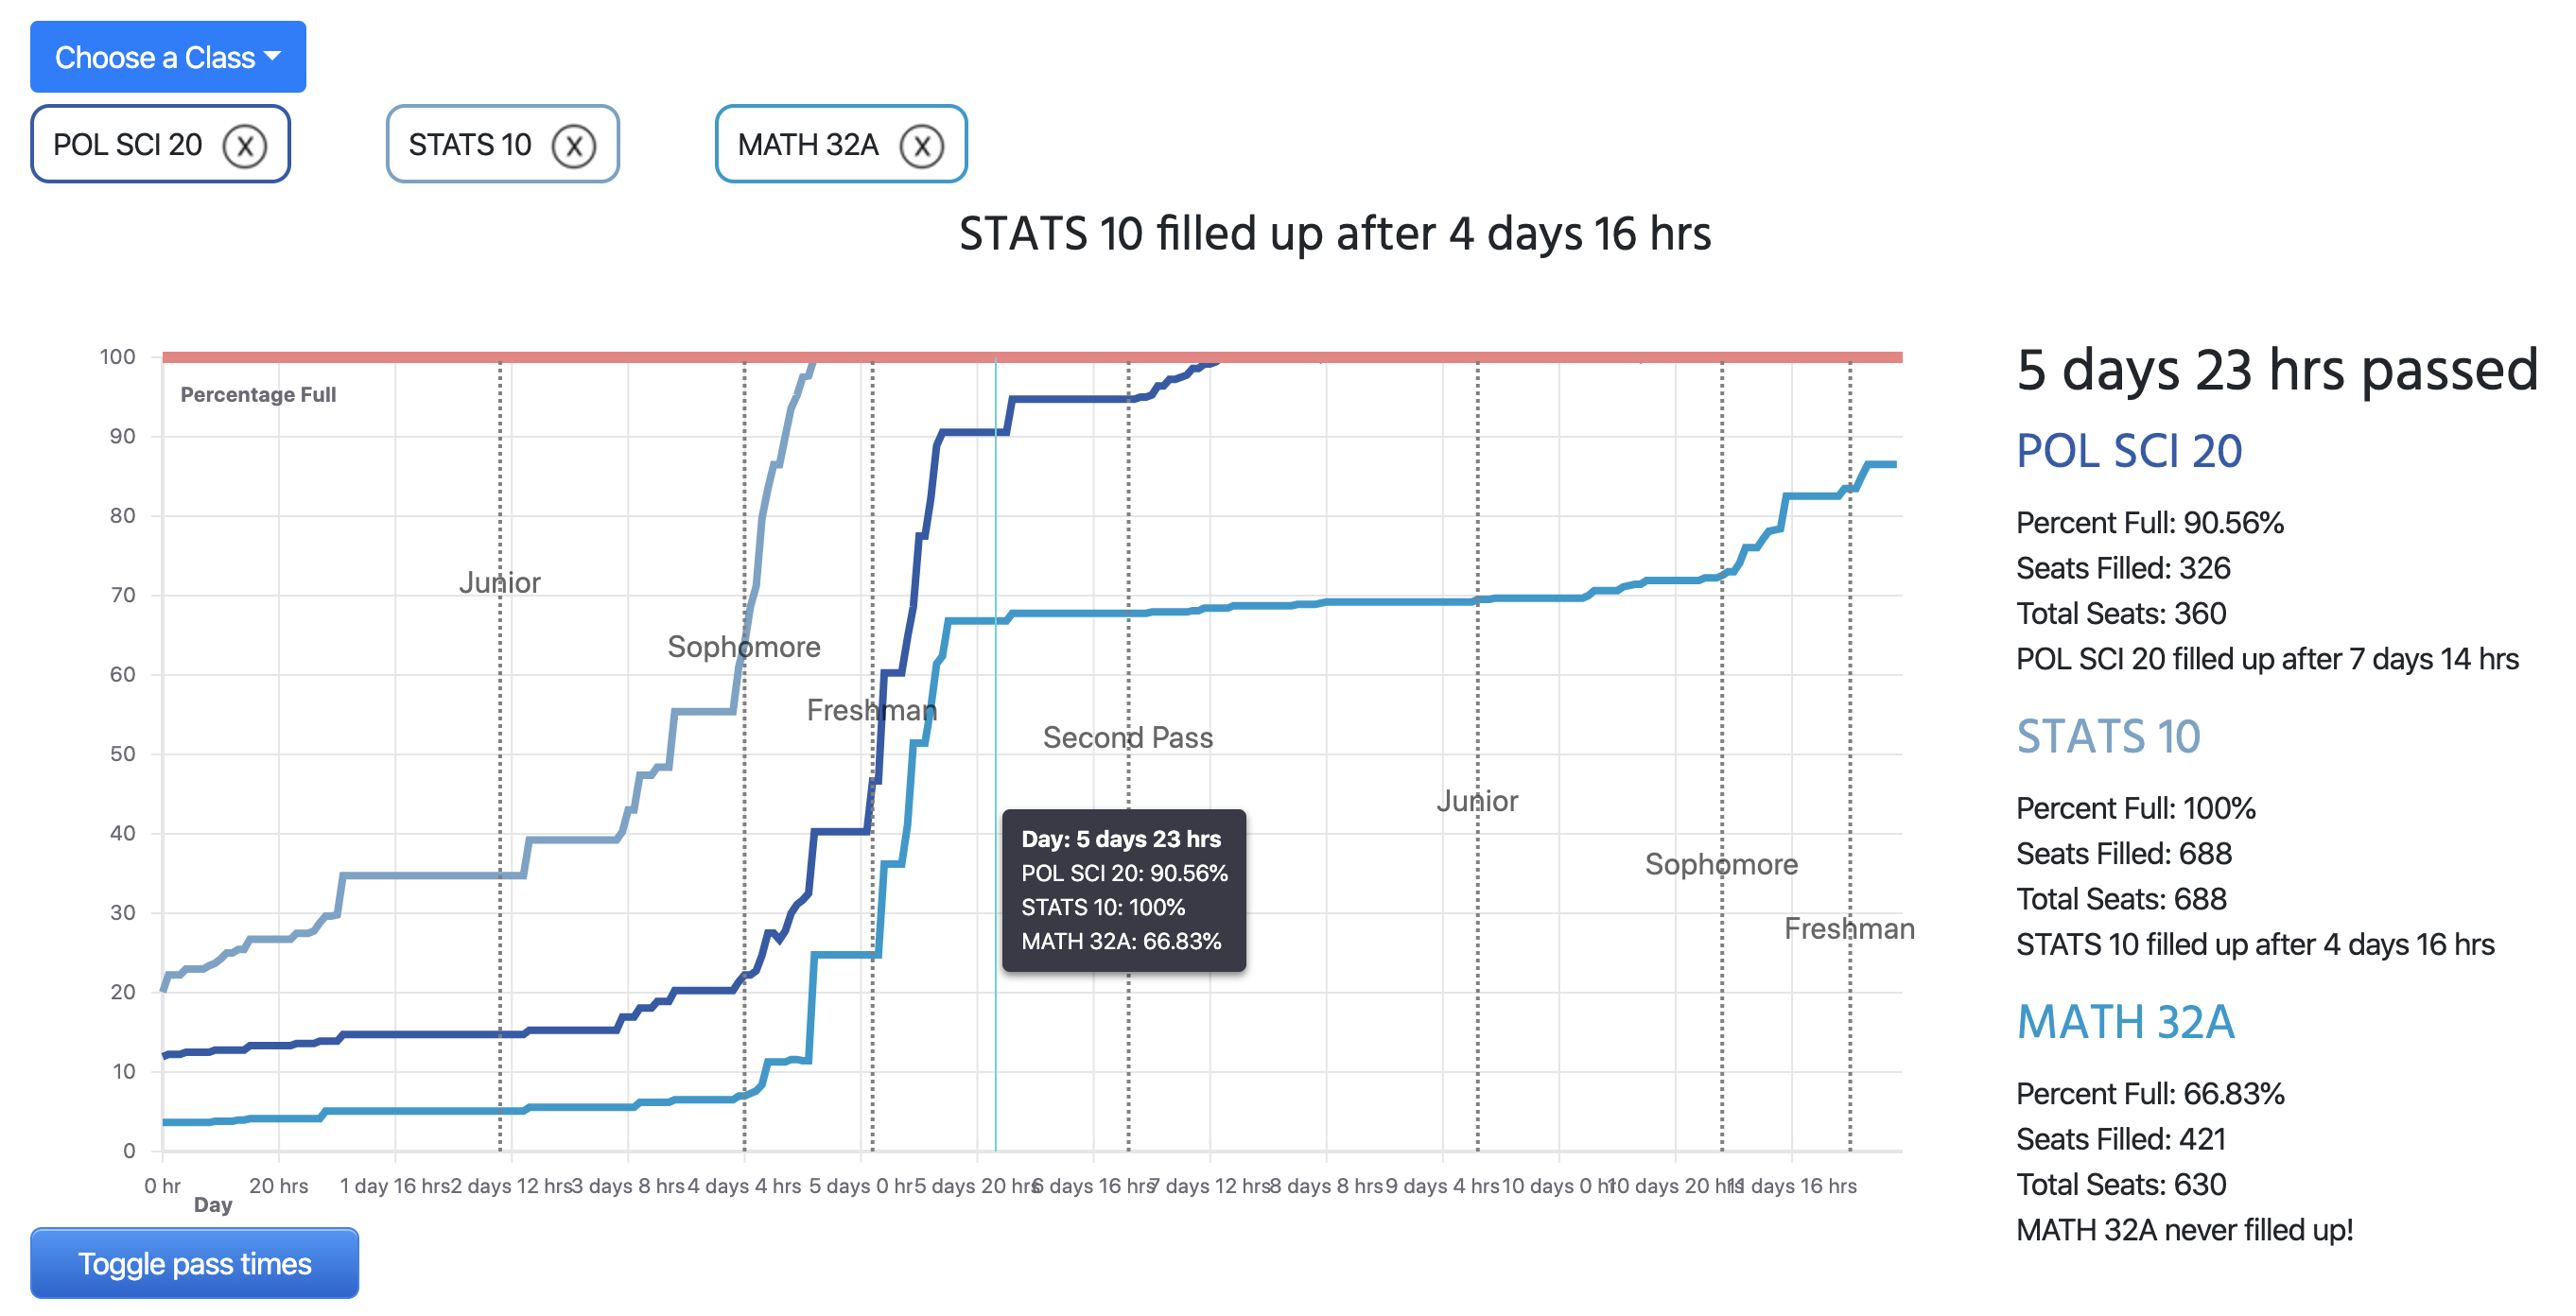 Choose a Class
POL SCI 20 X
STATS 10 X
MATH 32A X
STATS 10 filled up after 4 days 16 hrs
100
90
80
70
60
50
40
30
20
10
0
Percentage Full
Junior
Sophomore
Freshman
Second Pass
Junior
Sophomore
Freshman
Day: 5 days 23 hrs
POL SCI 20: 90.56%
STATS 10: 100%
MATH 32A: 66.83%
0 hr
20 hrs
1 day 16 hrs
2 days 12 hrs
3 days 8 hrs
4 days 4 hrs
5 days 0 hr
5 days 20 hrs
6 days 16 hrs
7 days 12 hrs
8 days 8 hrs
9 days 4 hrs
10 days 0 hr
10 days 20 hrs
11 days 16 hrs
Day
Toggle pass times
5 days 23 hrs passed
POL SCI 20
Percent Full: 90.56%
Seats Filled: 326
Total Seats: 360
POL SCI 20 filled up after 7 days 14 hrs
STATS 10
Percent Full: 100%
Seats Filled: 688
Total Seats: 688
STATS 10 filled up after 4 days 16 hrs
MATH 32A
Percent Full: 66.83%
Seats Filled: 421
Total Seats: 630
MATH 32A never filled up!